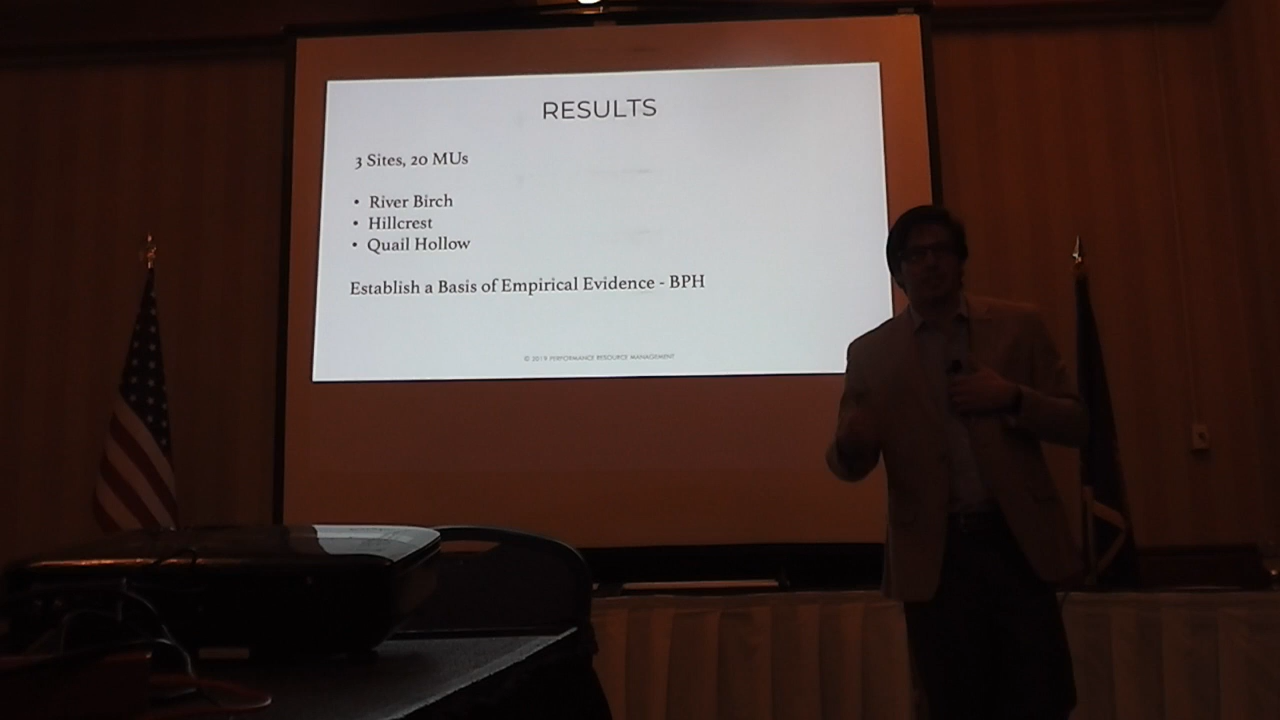 RESULTS
3 Sites, 20 MUs
• River Birch
• Hillcrest
• Quail Hollow
Establish a Basis of Empirical Evidence - BPH
© 2019 PERFORMANCE RESOURCE MANAGEMENT